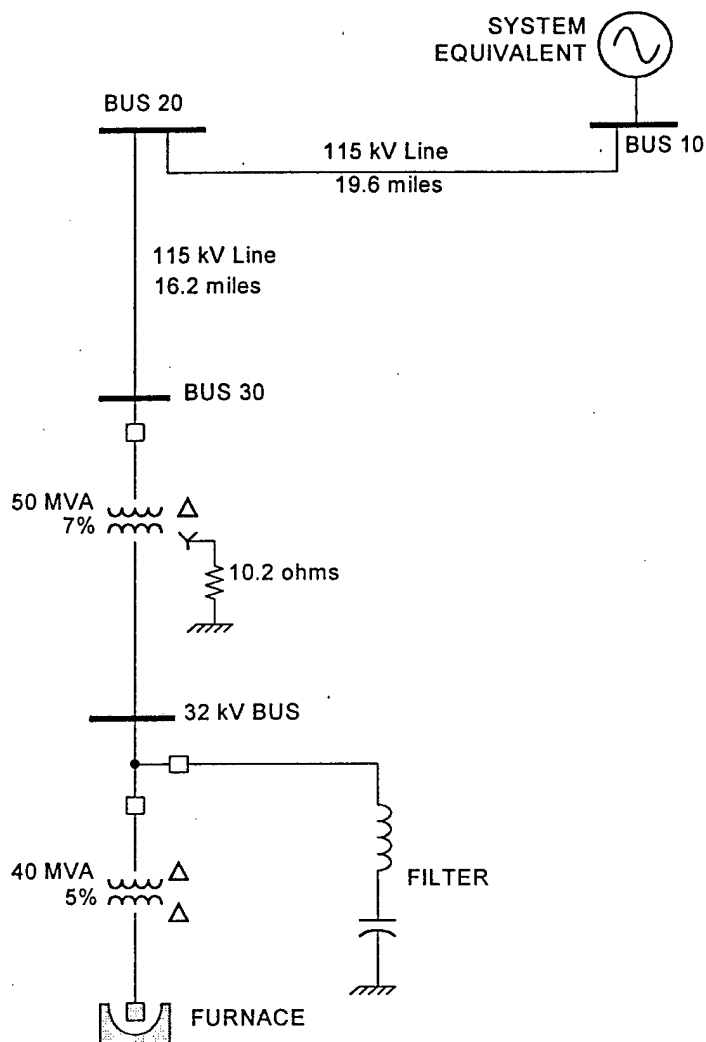 SYSTEM
EQUIVALENT
BUS 20
BUS 10
115 kV Line
19.6 miles
115 kV Line
16.2 miles
BUS 30
50 MVA
7%
10.2 ohms
32 kV BUS
40 MVA
5%
FILTER
FURNACE